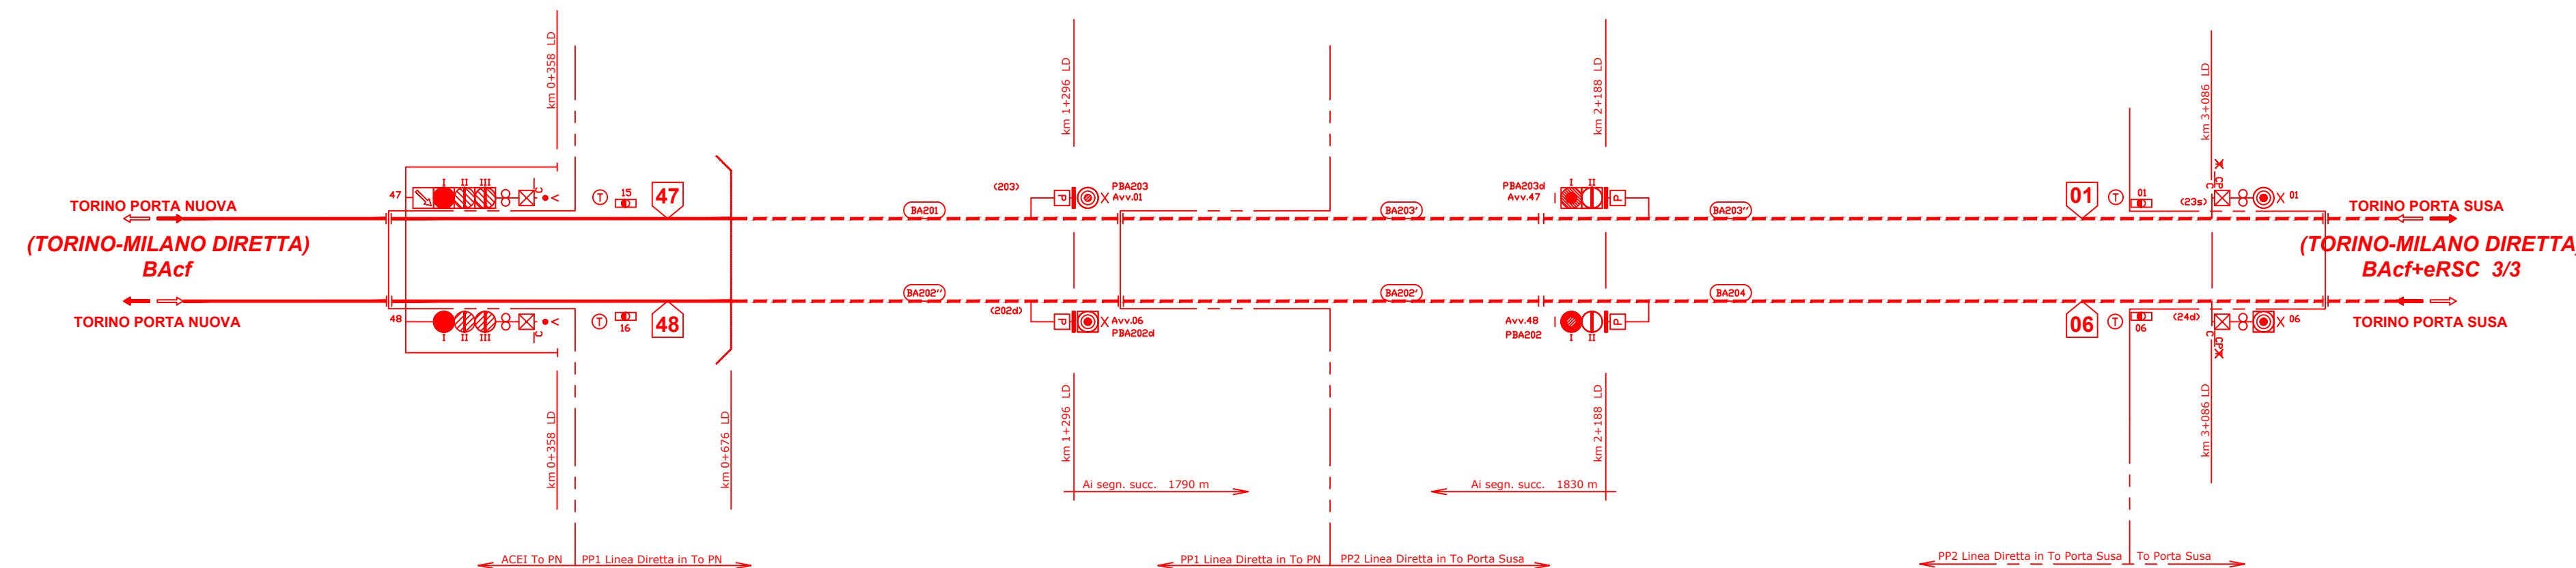 km 0+358 LD
km 1+296 LD
km 2+188 LD
km 3+086 LD
47
I II III
C
T
15
47
(203)
P
PBA203
Avv.01
PBA203d
Avv.47
I II
P
01
T
01
(23s)
C
CP
01
TORINO PORTA NUOVA
BA201
BA203'
BA203''
TORINO PORTA SUSA
(TORINO-MILANO DIRETTA)
BAcf
(TORINO-MILANO DIRETTA)
BAcf+eRSC 3/3
BA202''
BA202'
BA204
TORINO PORTA NUOVA
48
I II III
C
T
16
48
(202d)
P
Avv.06
PBA202d
Avv.48
PBA202
I II
P
06
T
06
(24d)
C
CP
06
TORINO PORTA SUSA
km 0+358 LD
km 0+676 LD
km 1+296 LD
km 2+188 LD
km 3+086 LD
Ai segn. succ. 1790 m
Ai segn. succ. 1830 m
ACEI To PN
PP1 Linea Diretta in To PN
PP1 Linea Diretta in To PN
PP2 Linea Diretta in To Porta Susa
PP2 Linea Diretta in To Porta Susa
To Porta Susa